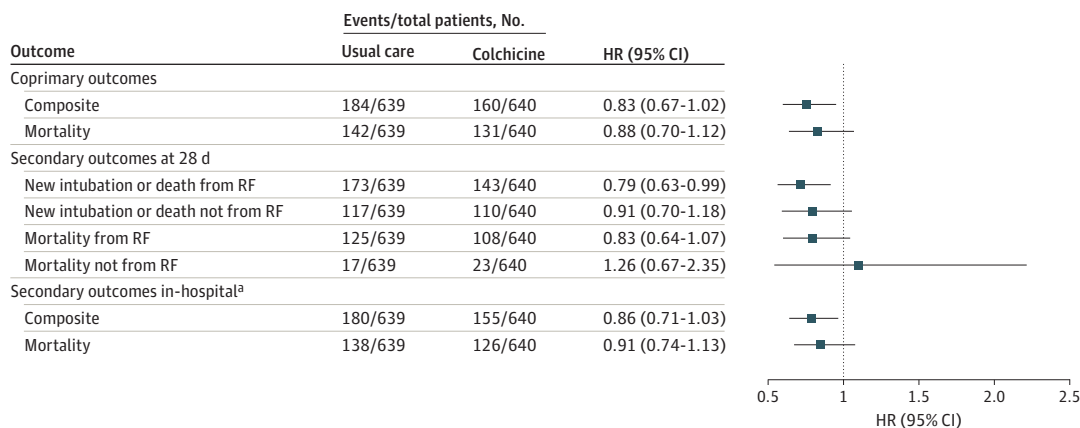 Events/total patients, No.
Outcome Usual care Colchicine HR (95% CI)
Coprimary outcomes
Composite 184/639 160/640 0.83 (0.67-1.02)
Mortality 142/639 131/640 0.88 (0.70-1.12)
Secondary outcomes at 28 d
New intubation or death from RF 173/639 143/640 0.79 (0.63-0.99)
New intubation or death not from RF 117/639 110/640 0.91 (0.70-1.18)
Mortality from RF 125/639 108/640 0.83 (0.64-1.07)
Mortality not from RF 17/639 23/640 1.26 (0.67-2.35)
Secondary outcomes in-hospitalᵃ
Composite 180/639 155/640 0.86 (0.71-1.03)
Mortality 138/639 126/640 0.91 (0.74-1.13)
0.5 1 1.5 2.0 2.5
HR (95% CI)